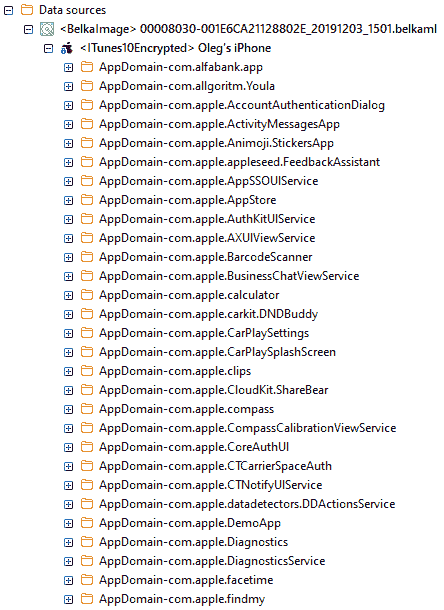 Data sources
<BelkaImage> 00008030-001E6CA21128802E_20191203_1501.belkaml
<ITunes10Encrypted> Oleg's iPhone
AppDomain-com.alfabank.app
AppDomain-com.allgoritm.Youla
AppDomain-com.apple.AccountAuthenticationDialog
AppDomain-com.apple.ActivityMessagesApp
AppDomain-com.apple.Animoji.StickersApp
AppDomain-com.apple.appleseed.FeedbackAssistant
AppDomain-com.apple.AppSSOUIService
AppDomain-com.apple.AppStore
AppDomain-com.apple.AuthKitUIService
AppDomain-com.apple.AXUIViewService
AppDomain-com.apple.BarcodeScanner
AppDomain-com.apple.BusinessChatViewService
AppDomain-com.apple.calculator
AppDomain-com.apple.carkit.DNDBuddy
AppDomain-com.apple.CarPlaySettings
AppDomain-com.apple.CarPlaySplashScreen
AppDomain-com.apple.clips
AppDomain-com.apple.CloudKit.ShareBear
AppDomain-com.apple.compass
AppDomain-com.apple.CompassCalibrationViewService
AppDomain-com.apple.CoreAuthUI
AppDomain-com.apple.CTCarrierSpaceAuth
AppDomain-com.apple.CTNotifyUIService
AppDomain-com.apple.datadetectors.DDActionsService
AppDomain-com.apple.DemoApp
AppDomain-com.apple.Diagnostics
AppDomain-com.apple.DiagnosticsService
AppDomain-com.apple.facetime
AppDomain-com.apple.findmy